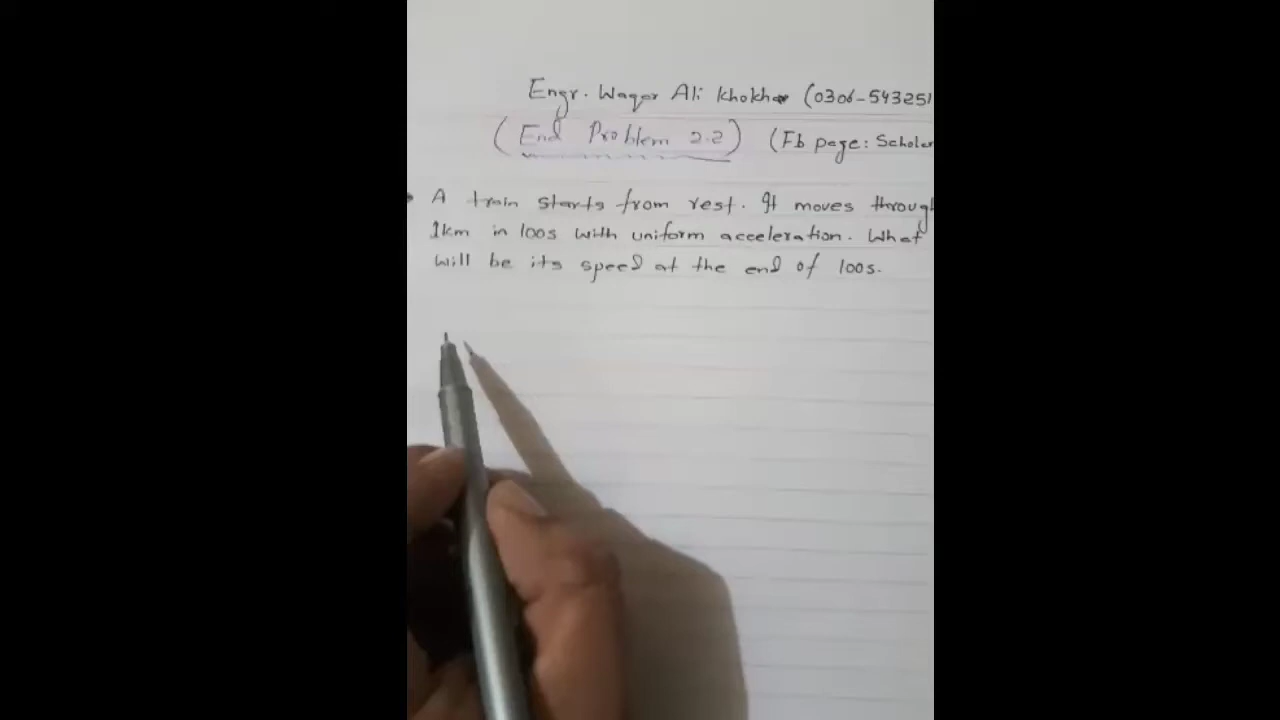 Engr. Waqar Ali Khokhar (0306-543251
(End Problem 2.2) (Fb page: Scholar
A train starts from rest. It moves through
1km in 100s with uniform acceleration. What
will be its speed at the end of 100s.